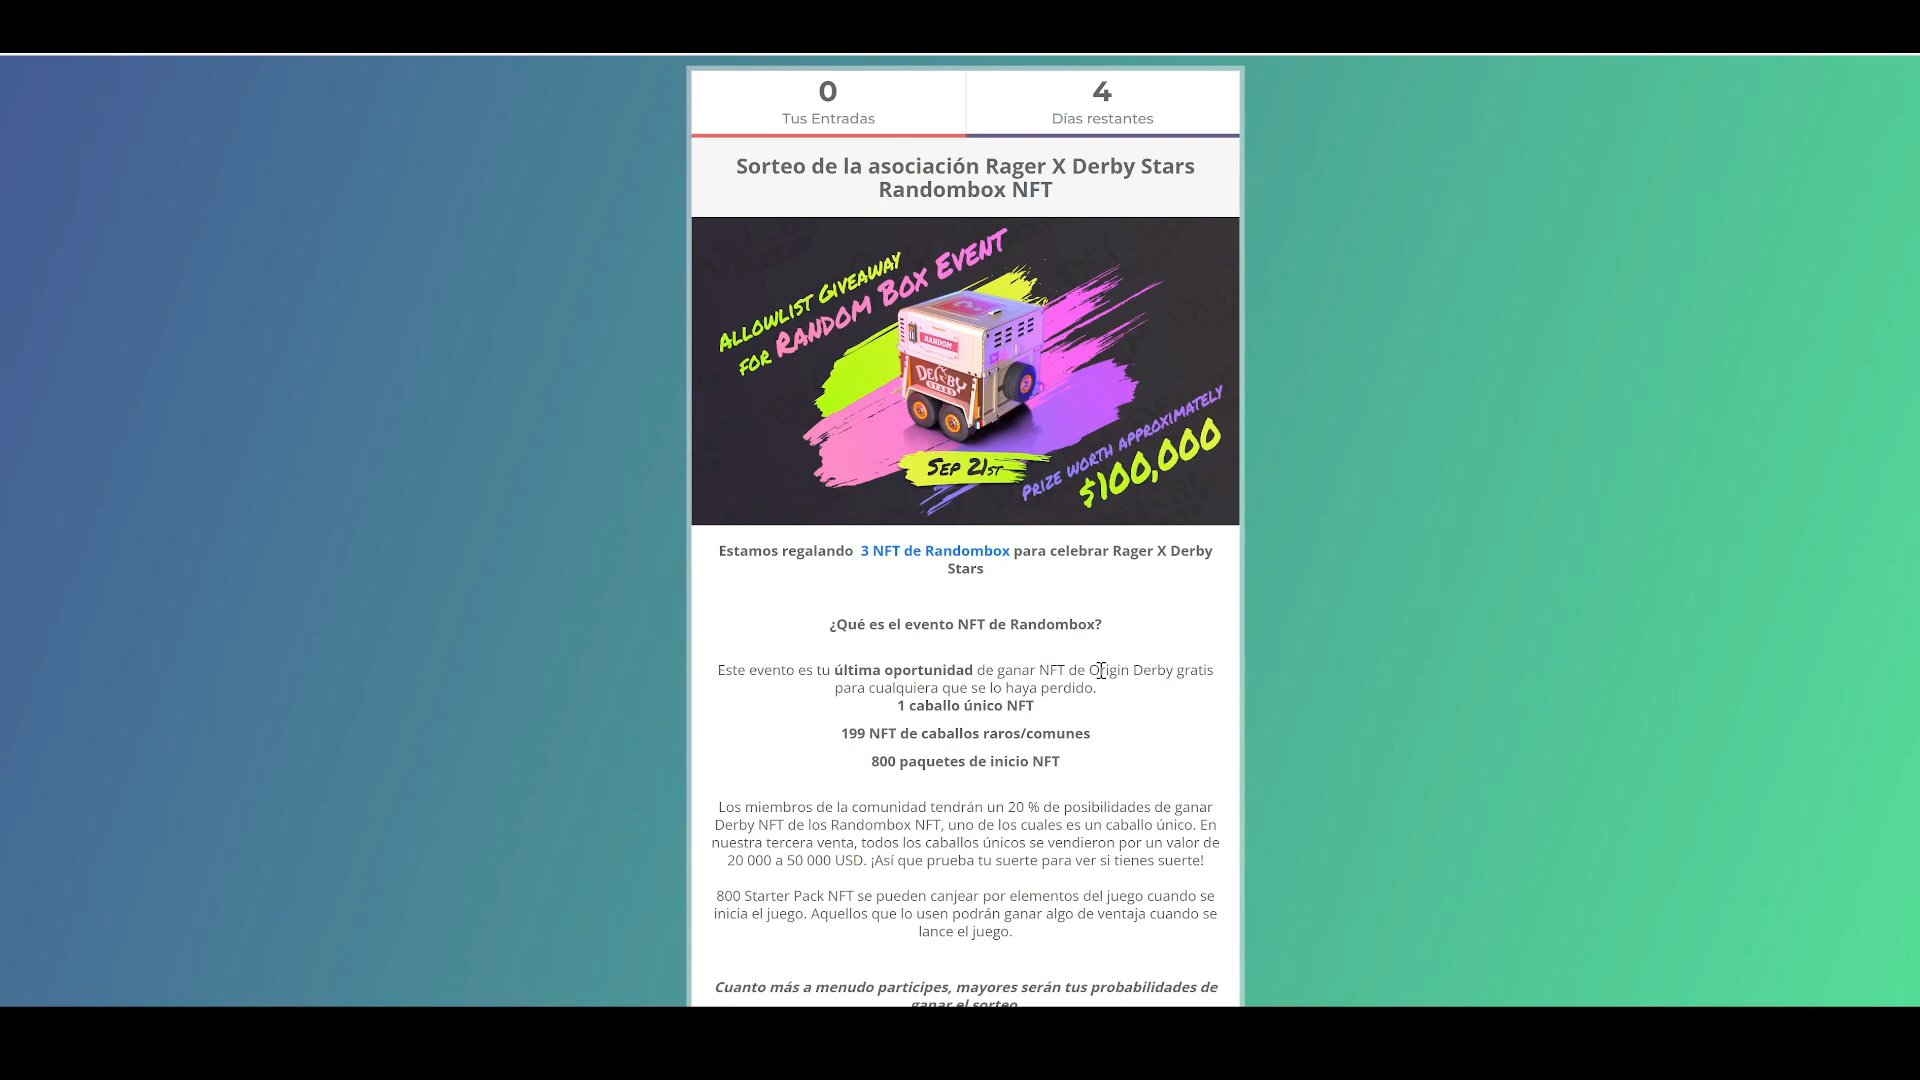 0
Tus Entradas
4
Días restantes
Sorteo de la asociación Rager X Derby Stars
Randombox NFT
ALLOWLIST GIVEAWAY
FOR RANDOM BOX EVENT
RANDOM
DERBY
STARS
SEP 21ST
PRIZE WORTH APPROXIMATELY
$100,000
Estamos regalando 3 NFT de Randombox para celebrar Rager X Derby
Stars
¿Qué es el evento NFT de Randombox?
Este evento es tu última oportunidad de ganar NFT de Origin Derby gratis
para cualquiera que se lo haya perdido.
1 caballo único NFT
199 NFT de caballos raros/comunes
800 paquetes de inicio NFT
Los miembros de la comunidad tendrán un 20 % de posibilidades de ganar
Derby NFT de los Randombox NFT, uno de los cuales es un caballo único. En
nuestra tercera venta, todos los caballos únicos se vendieron por un valor de
20 000 a 50 000 USD. ¡Así que prueba tu suerte para ver si tienes suerte!
800 Starter Pack NFT se pueden canjear por elementos del juego cuando se
inicia el juego. Aquellos que lo usen podrán ganar algo de ventaja cuando se
lance el juego.
Cuanto más a menudo participes, mayores serán tus probabilidades de
ganar el sorteo